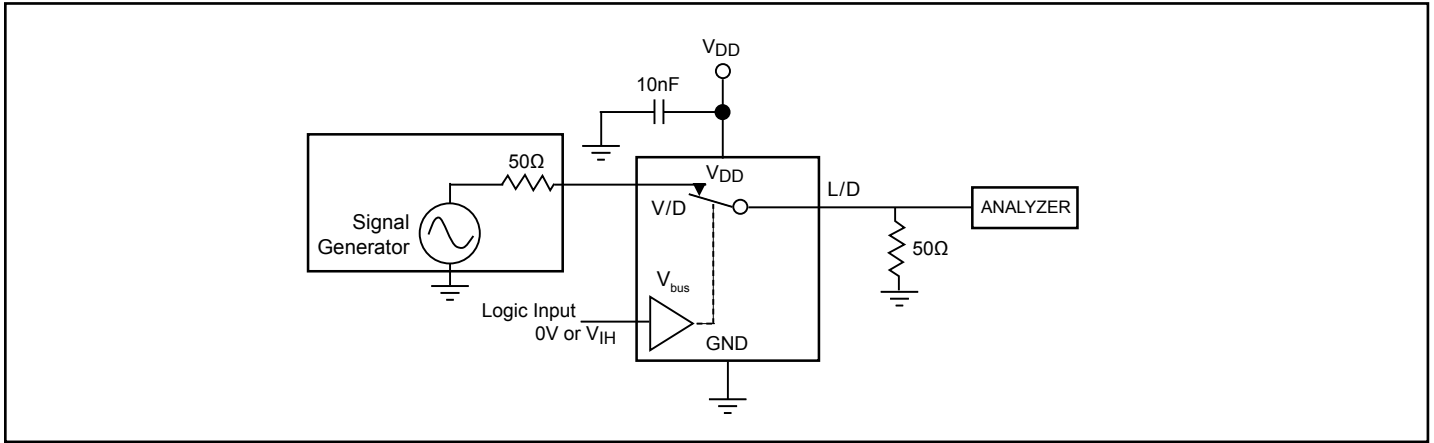 VDD
10nF
50Ω
VDD
L/D
V/D
ANALYZER
Signal
Generator
50Ω
Vbus
Logic Input
0V or VIH
GND